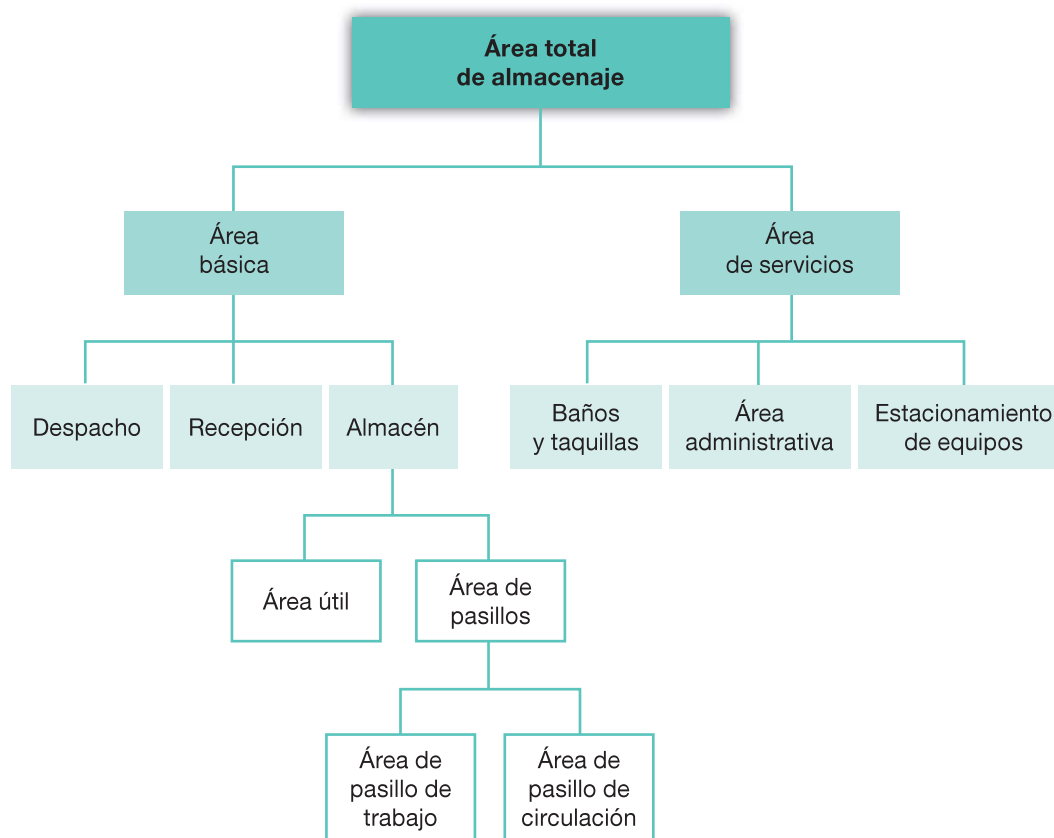 Área total
de almacenaje
Área
básica
Área
de servicios
Despacho
Recepción
Almacén
Baños
y taquillas
Área
administrativa
Estacionamiento
de equipos
Área útil
Área de
pasillos
Área de
pasillo de
trabajo
Área de
pasillo de
circulación